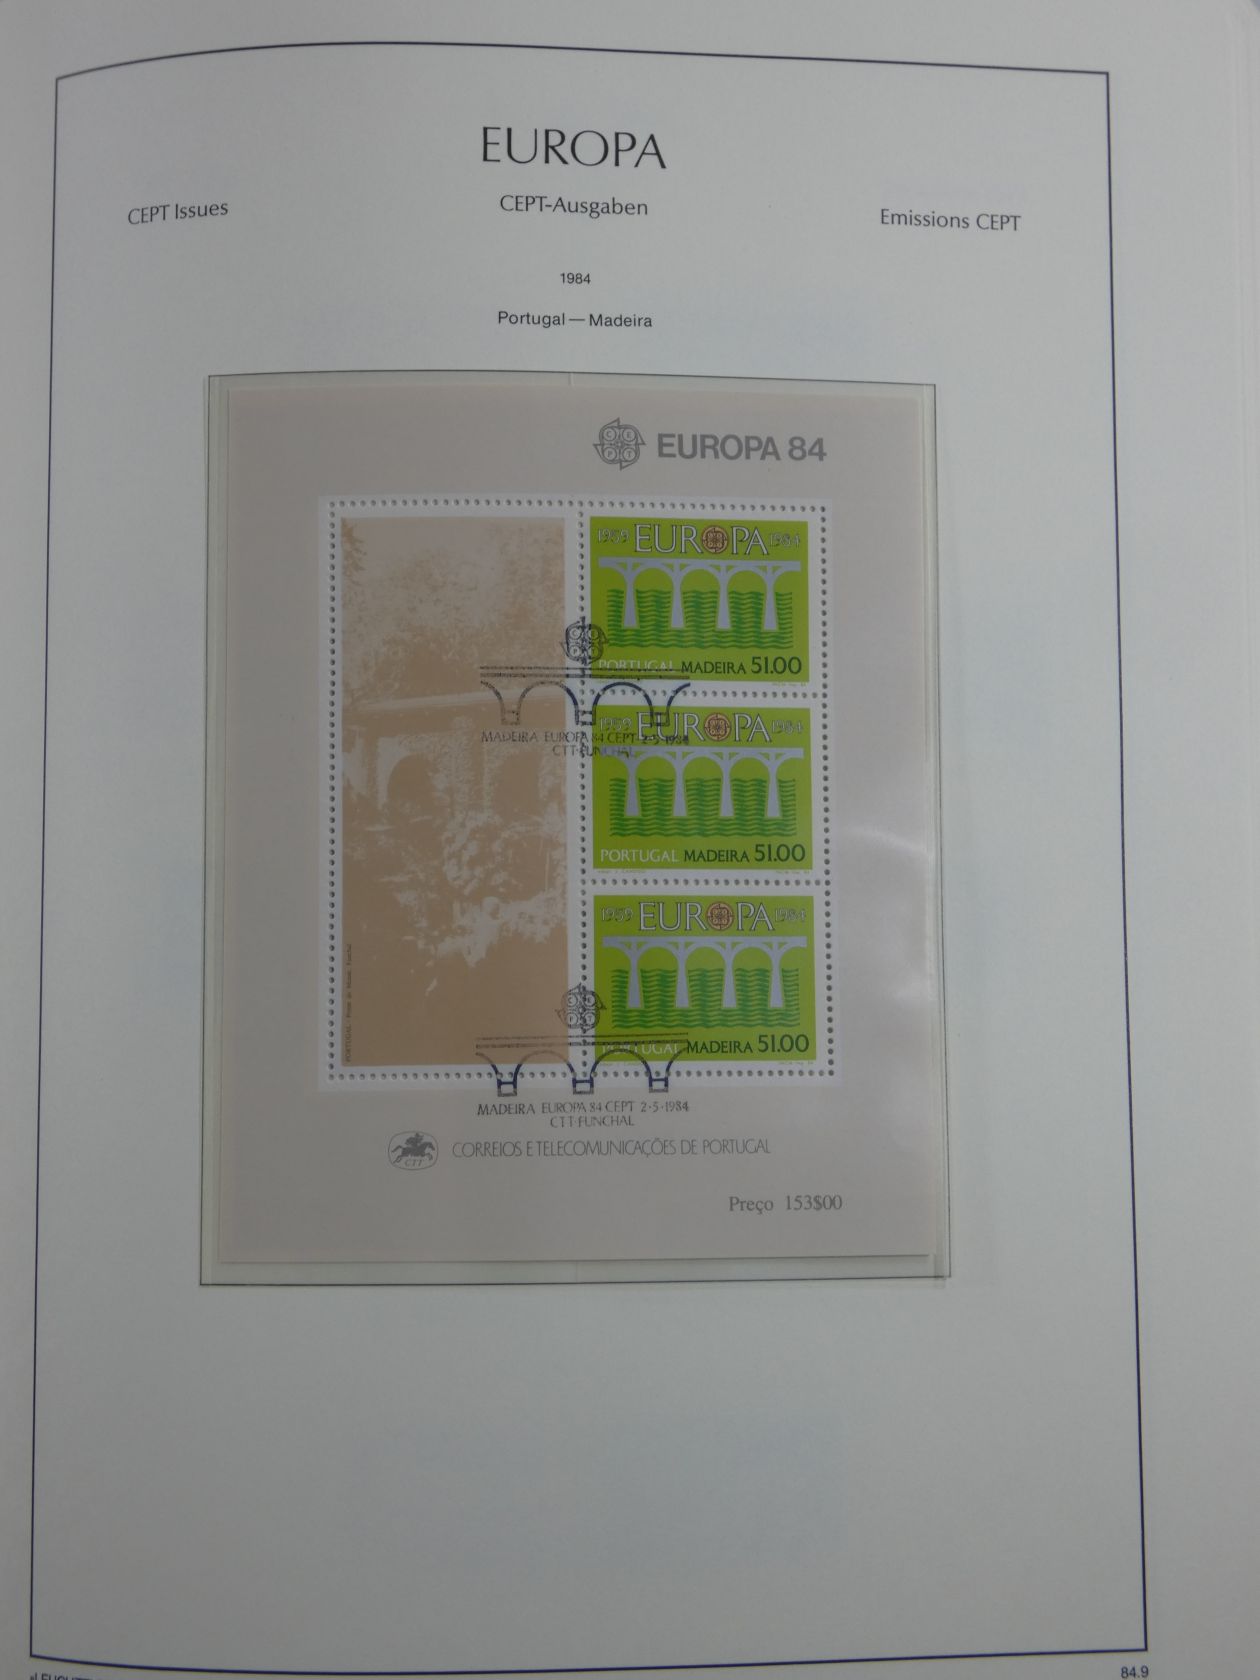 EUROPA
CEPT Issues
CEPT-Ausgaben
Emissions CEPT
1984
Portugal — Madeira
EUROPA 84
1959 EUROPA 1984
PORTUGAL MADEIRA 51.00
1959 EUROPA 1984
PORTUGAL MADEIRA 51.00
1959 EUROPA 1984
PORTUGAL MADEIRA 51.00
MADEIRA EUROPA 84 CEPT 2·5·1984
CTT·FUNCHAL
MADEIRA EUROPA 84 CEPT 2·5·1984
CTT·FUNCHAL
CTT
CORREIOS E TELECOMUNICAÇÕES DE PORTUGAL
Preço 153$00
84.9